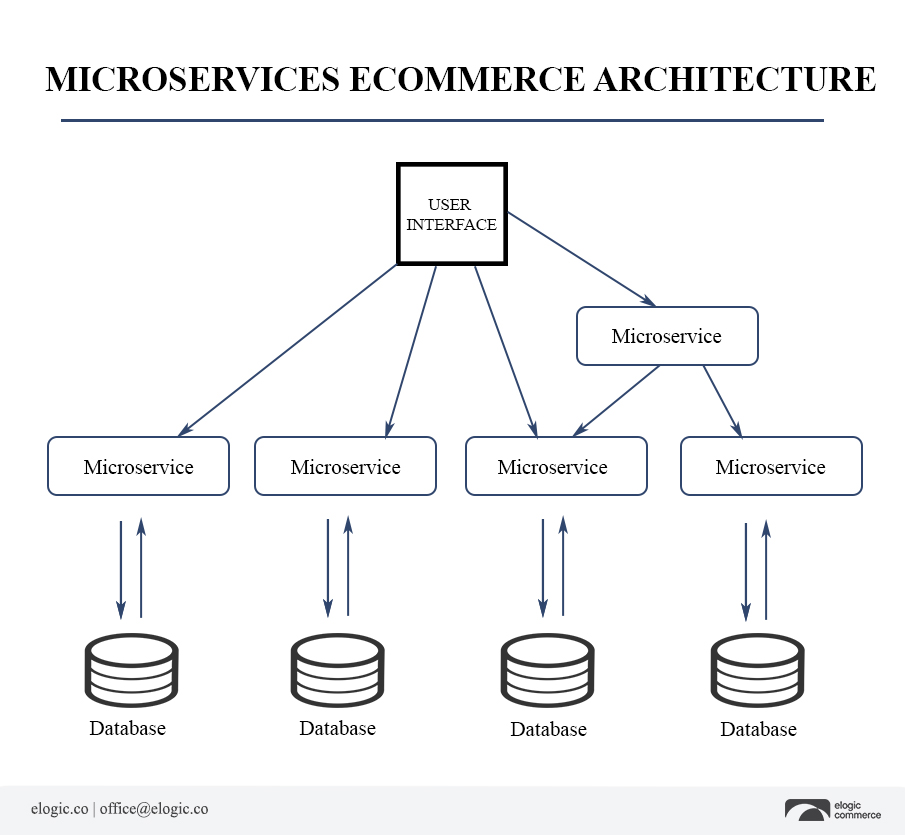 MICROSERVICES ECOMMERCE ARCHITECTURE
USER
INTERFACE
Microservice
Microservice
Microservice
Microservice
Microservice
Database
Database
Database
Database
elogic.co | office@elogic.co
elogic
commerce